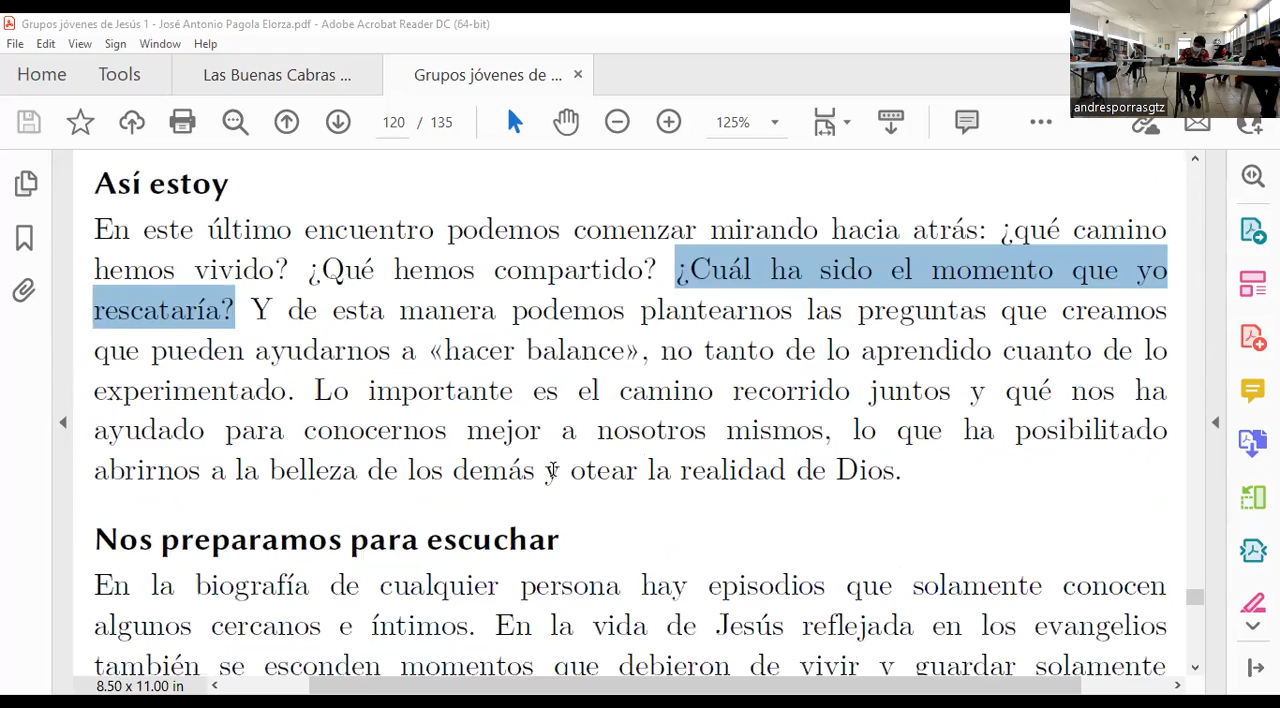 Grupos jóvenes de Jesús 1 - José Antonio Pagola Elorza.pdf - Adobe Acrobat Reader DC (64-bit)
File Edit View Sign Window Help
Home Tools Las Buenas Cabras ... Grupos jóvenes de ... ×
120 / 135 125%
andresporrasgtz
Así estoy
En este último encuentro podemos comenzar mirando hacia atrás: ¿qué camino
hemos vivido? ¿Qué hemos compartido? ¿Cuál ha sido el momento que yo
rescataría? Y de esta manera podemos plantearnos las preguntas que creamos
que pueden ayudarnos a «hacer balance», no tanto de lo aprendido cuanto de lo
experimentado. Lo importante es el camino recorrido juntos y qué nos ha
ayudado para conocernos mejor a nosotros mismos, lo que ha posibilitado
abrirnos a la belleza de los demás y otear la realidad de Dios.
Nos preparamos para escuchar
En la biografía de cualquier persona hay episodios que solamente conocen
algunos cercanos e íntimos. En la vida de Jesús reflejada en los evangelios
también se esconden momentos que debieron de vivir y guardar solamente
8.50 x 11.00 in